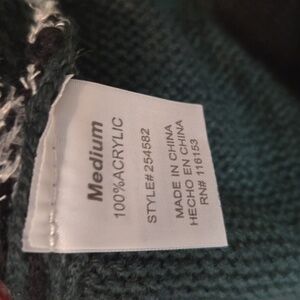 Medium
100%ACRYLIC
STYLE#254582
MADE IN CHINA
HECHO EN CHINA
RN# 116153